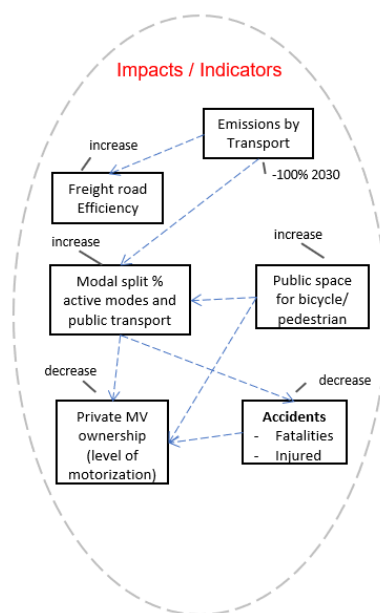 Impacts / Indicators
Emissions by
Transport
increase
-100% 2030
Freight road
Efficiency
increase
increase
Modal split %
active modes and
public transport
Public space
for bicycle/
pedestrian
decrease
decrease
Private MV
ownership
(level of
motorization)
Accidents
- Fatalities
- Injured